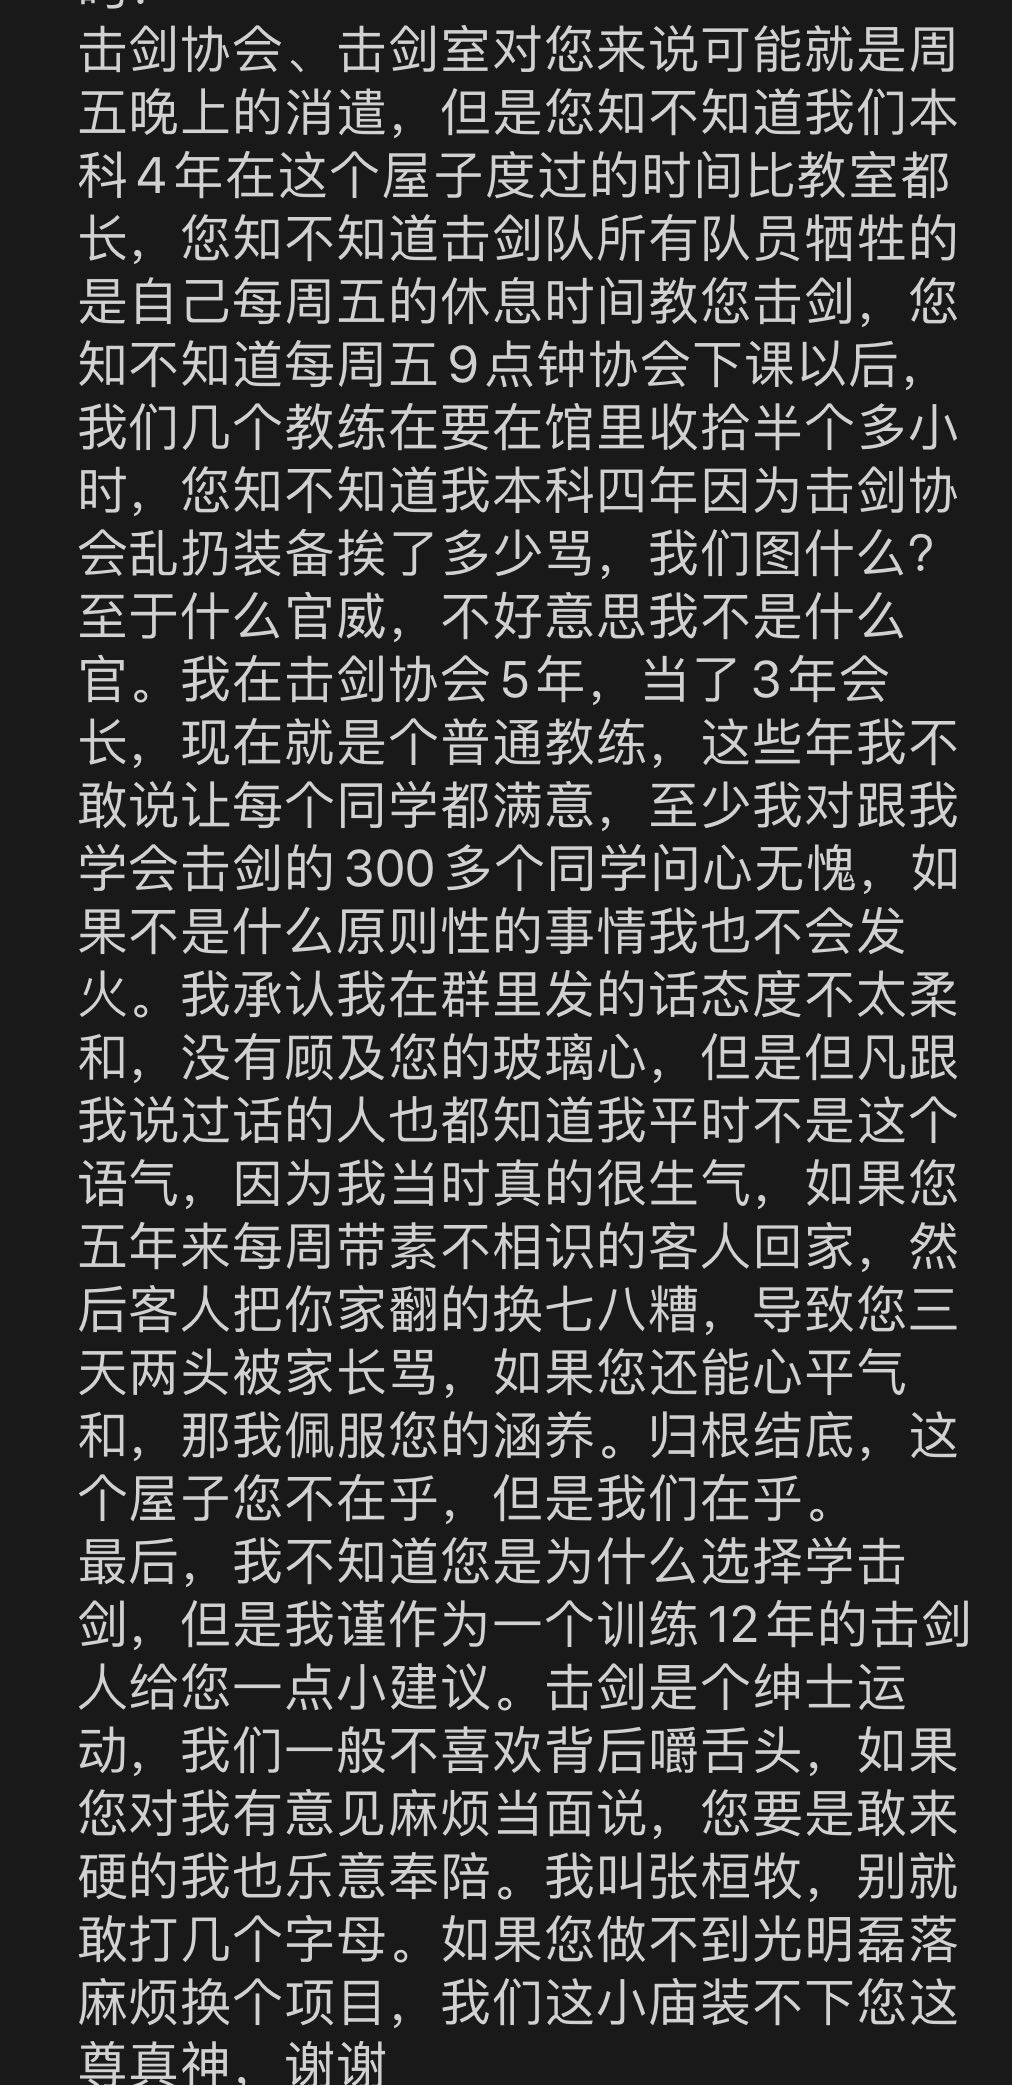 击剑协会、击剑室对您来说可能就是周
五晚上的消遣，但是您知不知道我们本
科4年在这个屋子度过的时间比教室都
长，您知不知道击剑队所有队员牺牲的
是自己每周五的休息时间教您击剑，您
知不知道每周五9点钟协会下课以后，
我们几个教练在要在馆里收拾半个多小
时，您知不知道我本科四年因为击剑协
会乱扔装备挨了多少骂，我们图什么?
至于什么官威，不好意思我不是什么
官。我在击剑协会5年，当了3年会
长，现在就是个普通教练，这些年我不
敢说让每个同学都满意，至少我对跟我
学会击剑的300多个同学问心无愧，如
果不是什么原则性的事情我也不会发
火。我承认我在群里发的话态度不太柔
和，没有顾及您的玻璃心，但是但凡跟
我说过话的人也都知道我平时不是这个
语气，因为我当时真的很生气，如果您
五年来每周带素不相识的客人回家，然
后客人把你家翻的换七八糟，导致您三
天两头被家长骂，如果您还能心平气
和，那我佩服您的涵养。归根结底，这
个屋子您不在乎，但是我们在乎。
最后，我不知道您是为什么选择学击
剑，但是我谨作为一个训练12年的击剑
人给您一点小建议。击剑是个绅士运
动，我们一般不喜欢背后嚼舌头，如果
您对我有意见麻烦当面说，您要是敢来
硬的我也乐意奉陪。我叫张桓牧，别就
敢打几个字母。如果您做不到光明磊落
麻烦换个项目，我们这小庙装不下您这
尊真神，谢谢